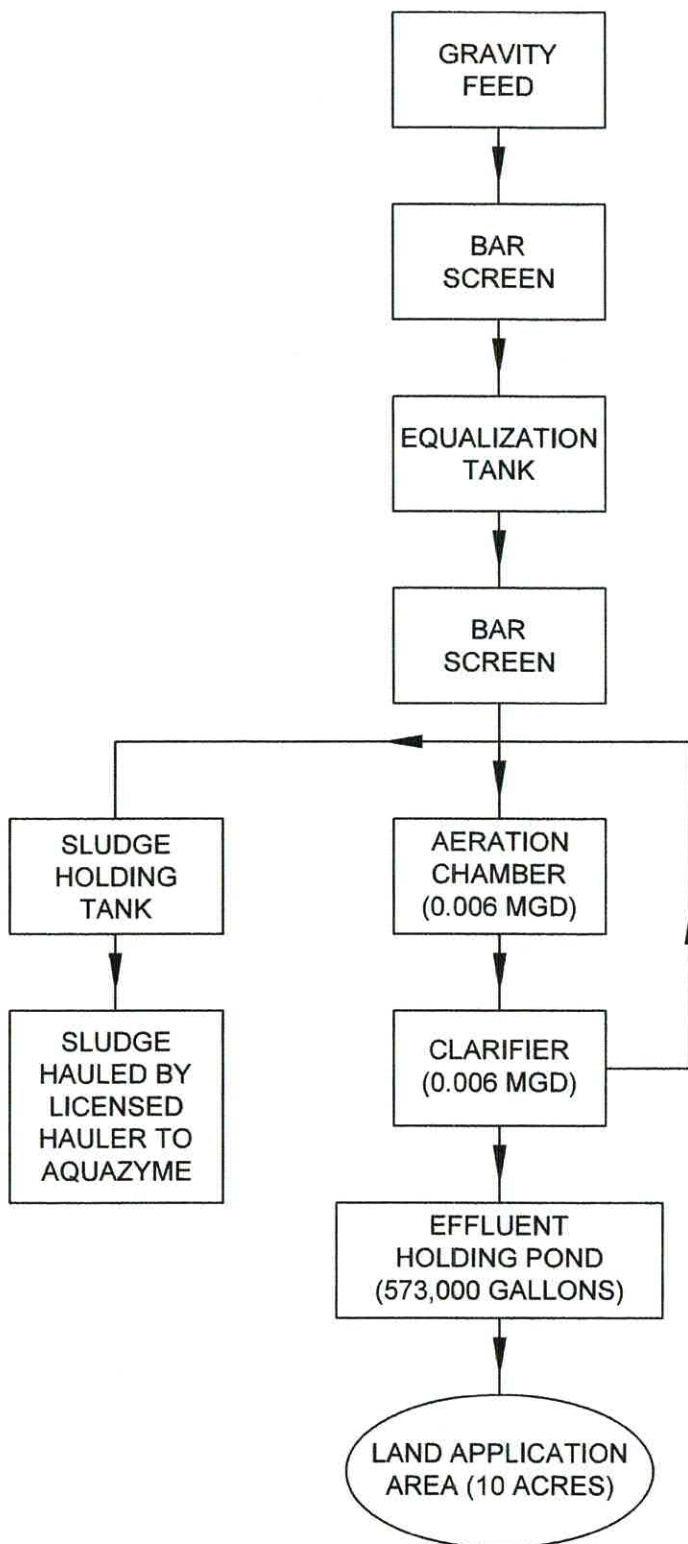 GRAVITY
FEED
BAR
SCREEN
EQUALIZATION
TANK
BAR
SCREEN
SLUDGE
HOLDING
TANK
AERATION
CHAMBER
(0.006 MGD)
SLUDGE
HAULED BY
LICENSED
HAULER TO
AQUAZYME
CLARIFIER
(0.006 MGD)
EFFLUENT
HOLDING POND
(573,000 GALLONS)
LAND APPLICATION
AREA (10 ACRES)